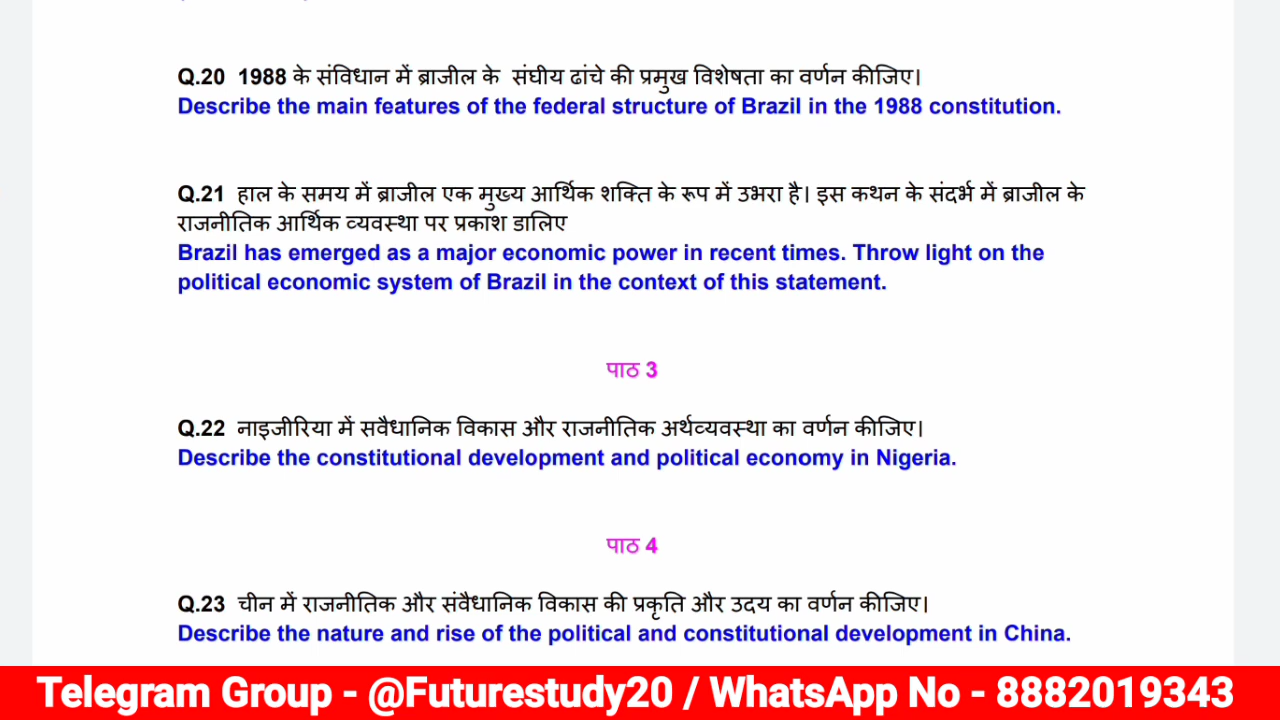 Q.20 1988 के संविधान में ब्राजील के संघीय ढांचे की प्रमुख विशेषता का वर्णन कीजिए।
Describe the main features of the federal structure of Brazil in the 1988 constitution.
Q.21 हाल के समय में ब्राजील एक मुख्य आर्थिक शक्ति के रूप में उभरा है। इस कथन के संदर्भ में ब्राजील के
राजनीतिक आर्थिक व्यवस्था पर प्रकाश डालिए
Brazil has emerged as a major economic power in recent times. Throw light on the
political economic system of Brazil in the context of this statement.
पाठ 3
Q.22 नाइजीरिया में सवैधानिक विकास और राजनीतिक अर्थव्यवस्था का वर्णन कीजिए।
Describe the constitutional development and political economy in Nigeria.
पाठ 4
Q.23 चीन में राजनीतिक और संवैधानिक विकास की प्रकृति और उदय का वर्णन कीजिए।
Describe the nature and rise of the political and constitutional development in China.
Telegram Group - @Futurestudy20 / WhatsApp No - 8882019343